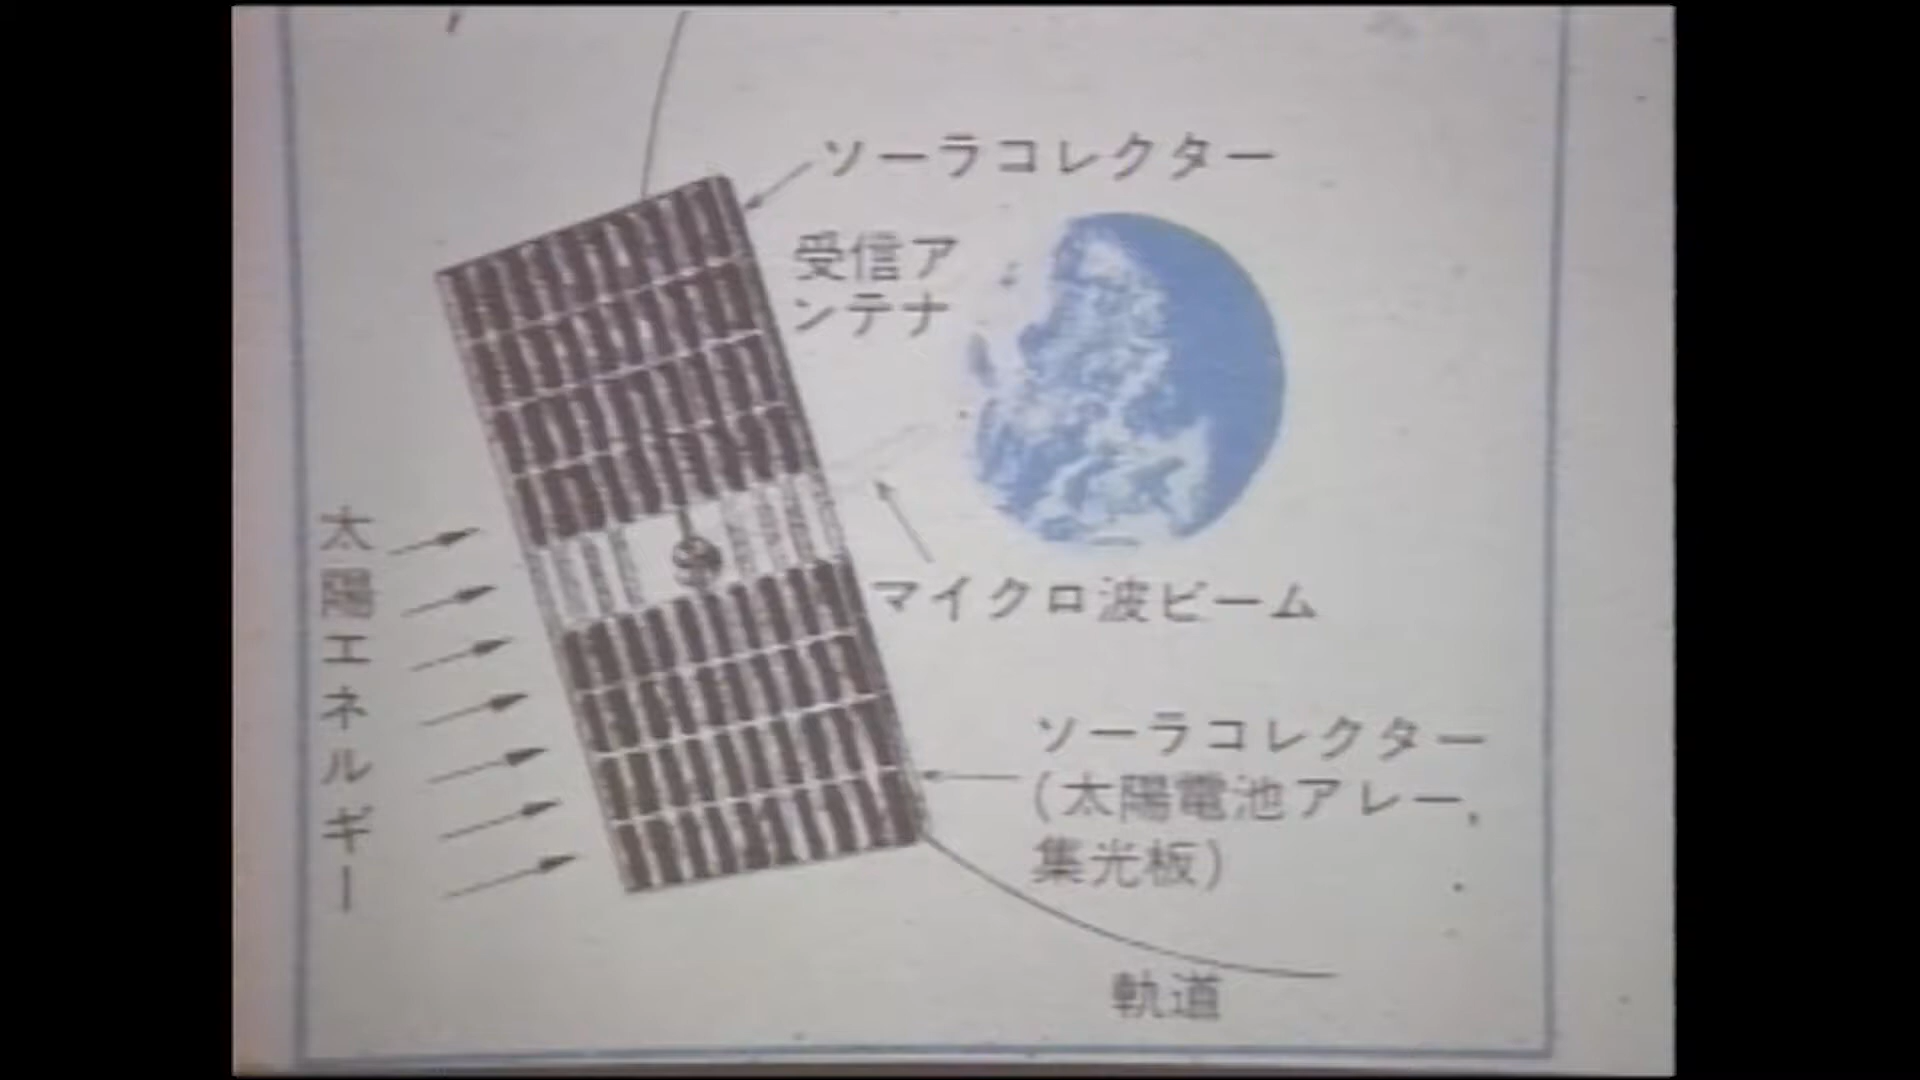 ソーラコレクター
受信ア
ンテナ
太陽エネルギー
マイクロ波ビーム
ソーラコレクター
(太陽電池アレー,
集光板)
軌道